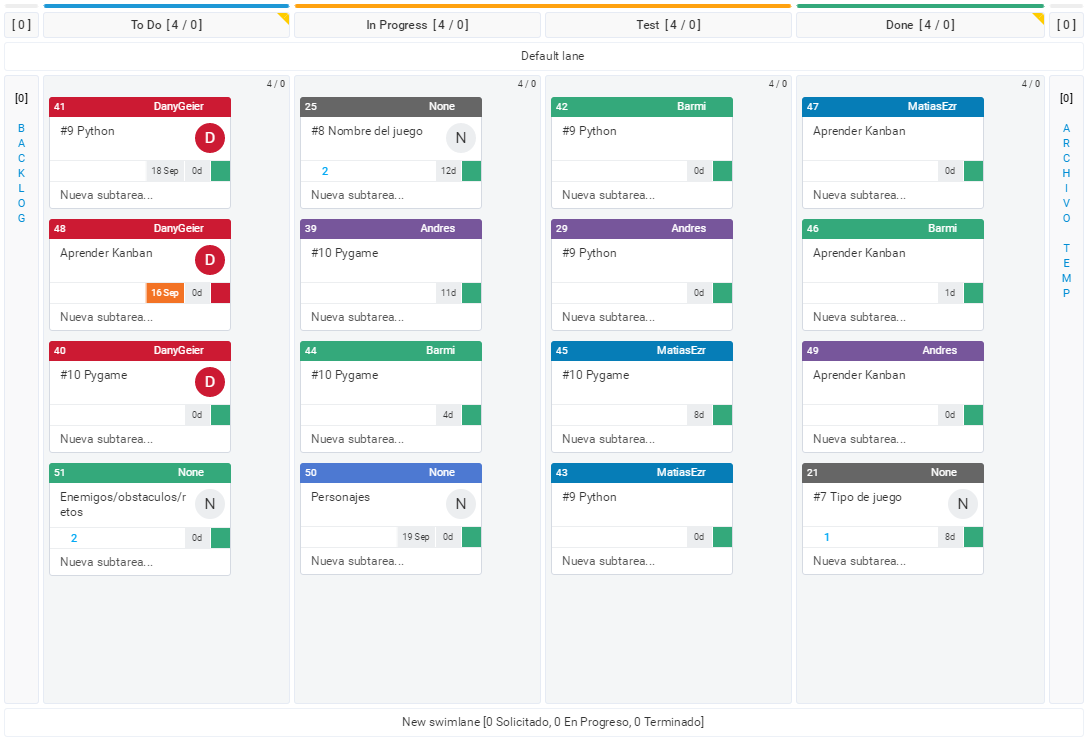 [ 0 ]
To Do [ 4 / 0 ]
In Progress [ 4 / 0 ]
Test [ 4 / 0 ]
Done [ 4 / 0 ]
[ 0 ]
Default lane
[0]
BACKLOG
4 / 0
41 DanyGeier
#9 Python
D
18 Sep 0d
Nueva subtarea...
48 DanyGeier
Aprender Kanban
D
16 Sep 0d
Nueva subtarea...
40 DanyGeier
#10 Pygame
D
0d
Nueva subtarea...
51 None
Enemigos/obstaculos/r
etos
N
2 0d
Nueva subtarea...
4 / 0
25 None
#8 Nombre del juego
N
2 12d
Nueva subtarea...
39 Andres
#10 Pygame
11d
Nueva subtarea...
44 Barmi
#10 Pygame
4d
Nueva subtarea...
50 None
Personajes
N
19 Sep 0d
Nueva subtarea...
4 / 0
42 Barmi
#9 Python
0d
Nueva subtarea...
29 Andres
#9 Python
0d
Nueva subtarea...
45 MatiasEzr
#10 Pygame
8d
Nueva subtarea...
43 MatiasEzr
#9 Python
0d
Nueva subtarea...
4 / 0
47 MatiasEzr
Aprender Kanban
0d
Nueva subtarea...
46 Barmi
Aprender Kanban
1d
Nueva subtarea...
49 Andres
Aprender Kanban
0d
Nueva subtarea...
21 None
#7 Tipo de juego
N
1 8d
Nueva subtarea...
[0]
ARCHIVO TEMP
New swimlane [0 Solicitado, 0 En Progreso, 0 Terminado]